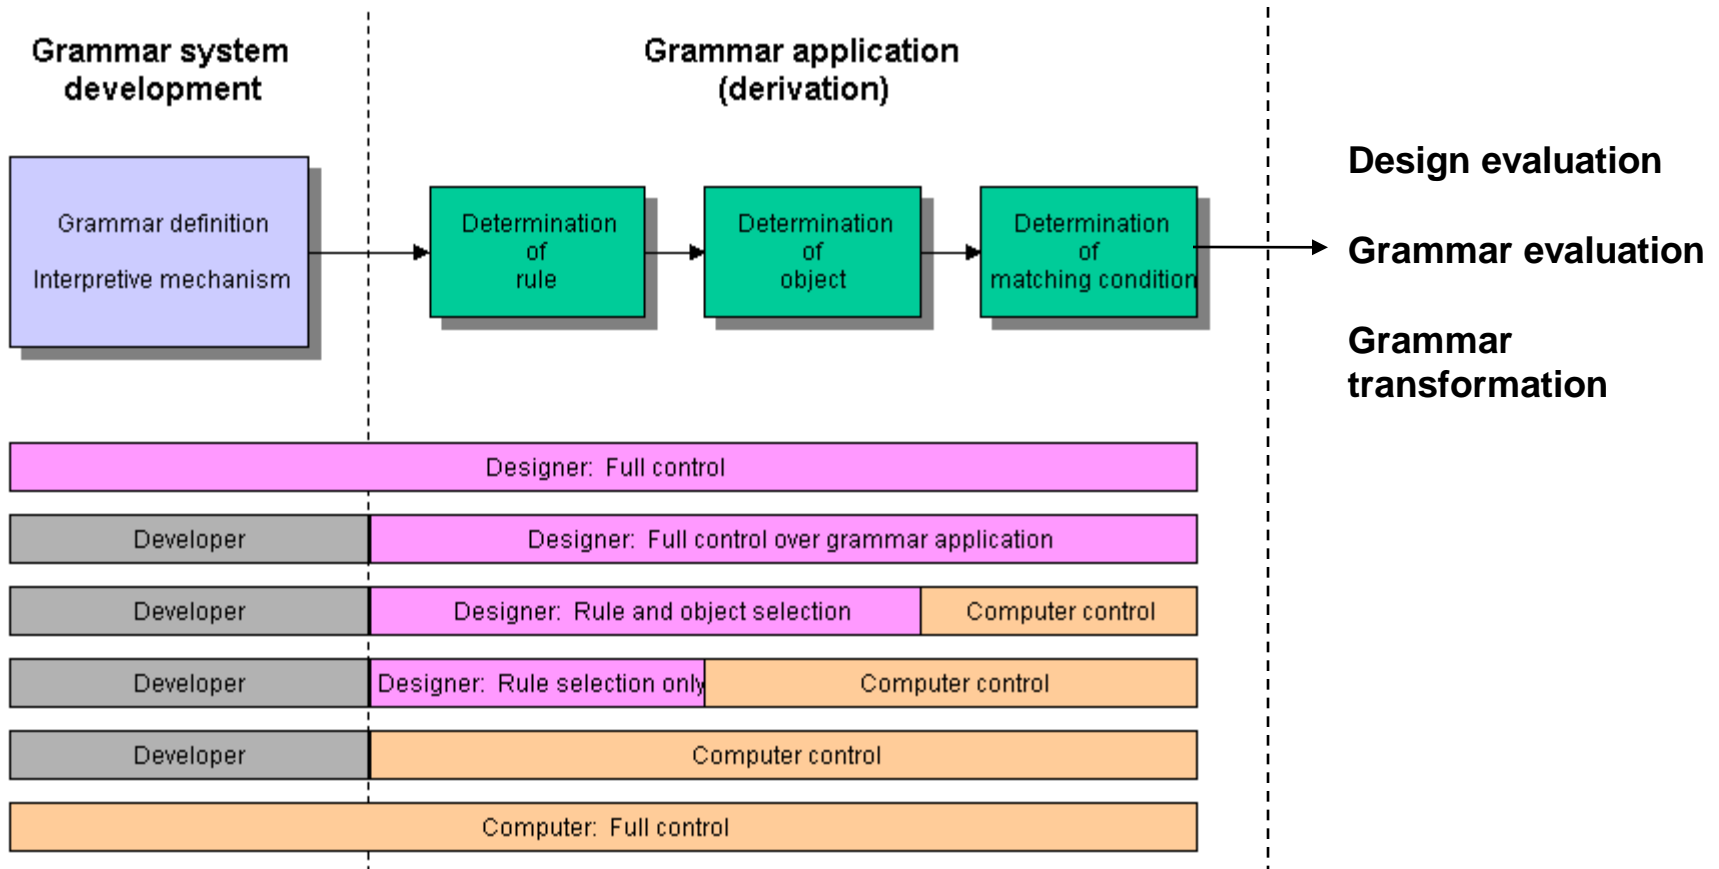 Grammar system
development
Grammar application
(derivation)
Grammar definition
Interpretive mechanism
Determination
of
rule
Determination
of
object
Determination
of
matching condition
Design evaluation
Grammar evaluation
Grammar
transformation
Designer: Full control
Developer
Designer: Full control over grammar application
Developer
Designer: Rule and object selection
Computer control
Developer
Designer: Rule selection only
Computer control
Developer
Computer control
Computer: Full control